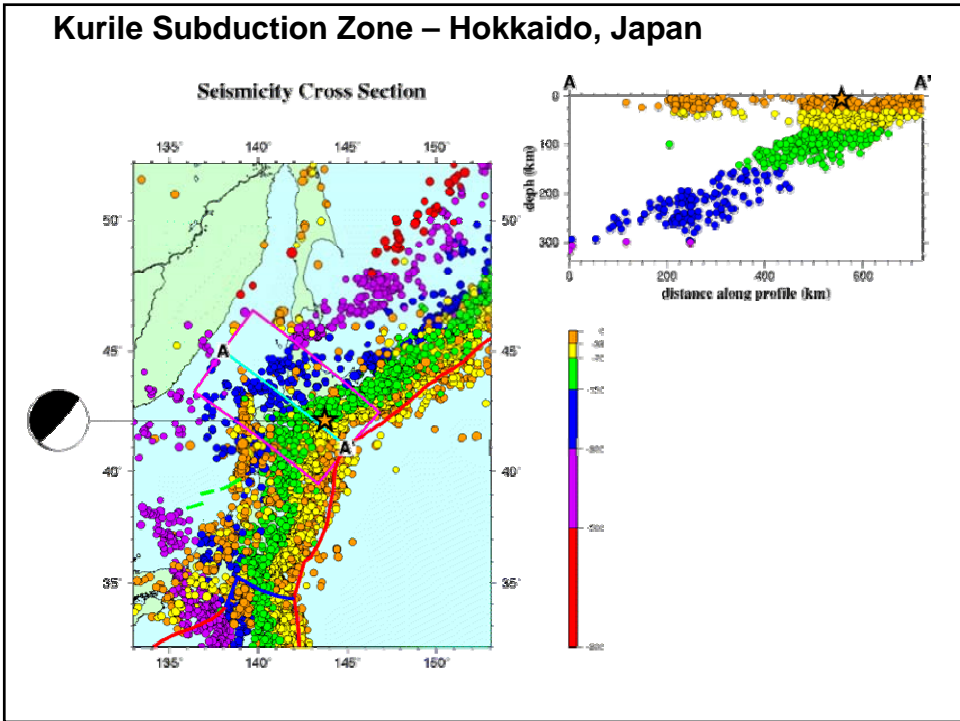 Kurile Subduction Zone – Hokkaido, Japan
Seismicity Cross Section
A A'
0
100
200
300
depth (km)
0 200 400 600
distance along profile (km)
135° 140° 145° 150°
50° 50°
45° 45°
A
A'
40° 40°
35° 35°
135° 140° 145° 150°